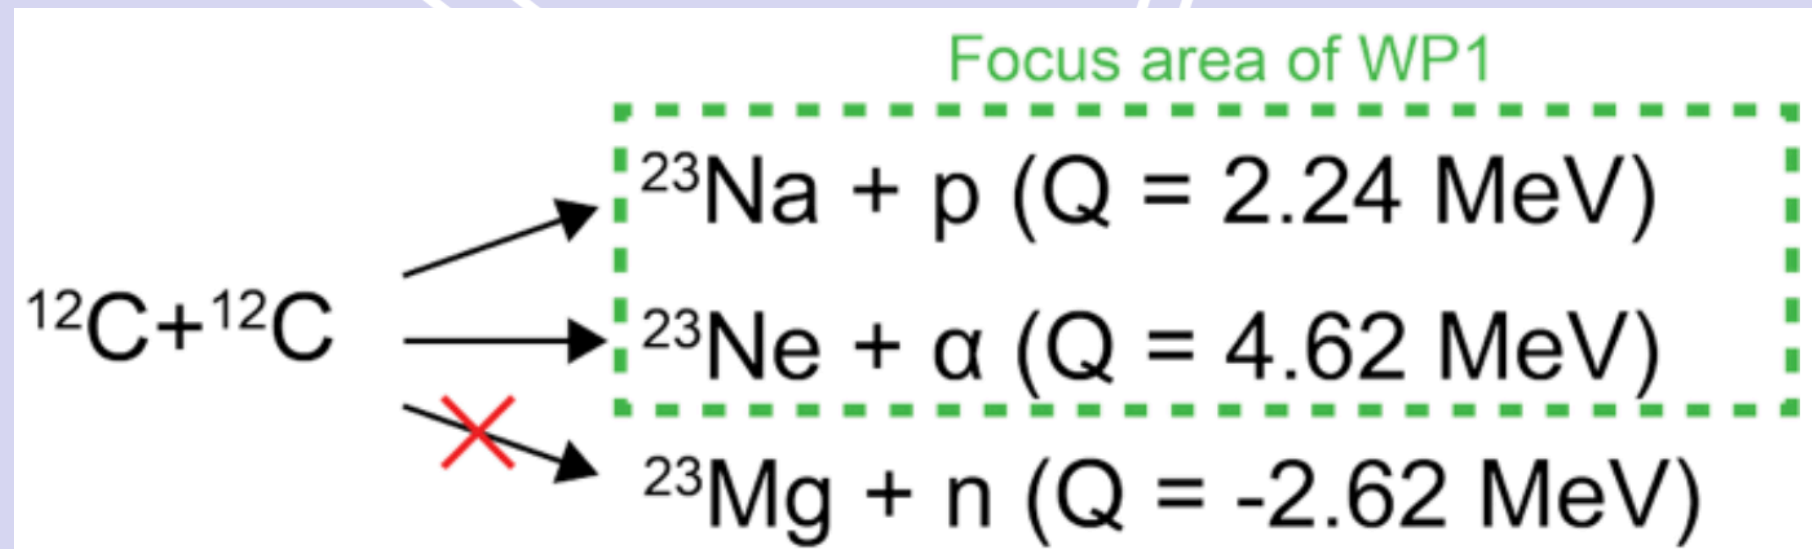 Focus area of WP1
²³Na + p (Q = 2.24 MeV)
¹²C+¹²C
²³Ne + α (Q = 4.62 MeV)
²³Mg + n (Q = -2.62 MeV)